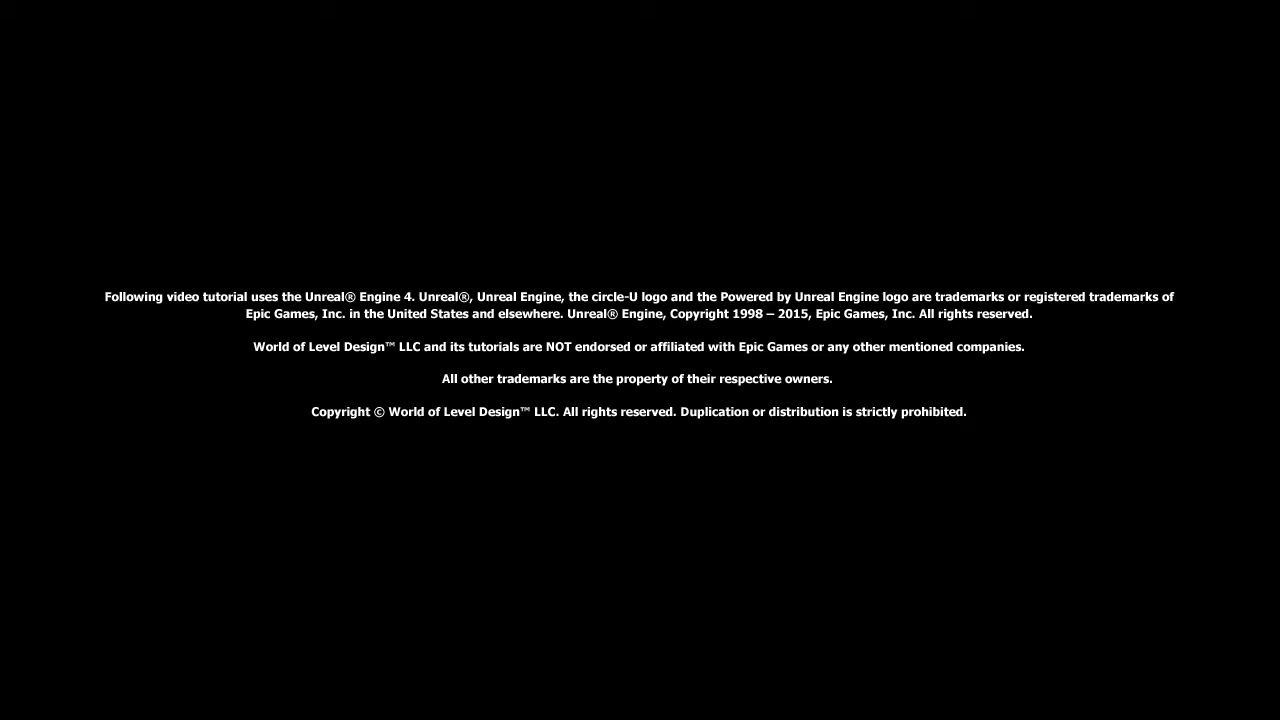 Following video tutorial uses the Unreal® Engine 4. Unreal®, Unreal Engine, the circle-U logo and the Powered by Unreal Engine logo are trademarks or registered trademarks of
Epic Games, Inc. in the United States and elsewhere. Unreal® Engine, Copyright 1998 – 2015, Epic Games, Inc. All rights reserved.
World of Level Design™ LLC and its tutorials are NOT endorsed or affiliated with Epic Games or any other mentioned companies.
All other trademarks are the property of their respective owners.
Copyright © World of Level Design™ LLC. All rights reserved. Duplication or distribution is strictly prohibited.